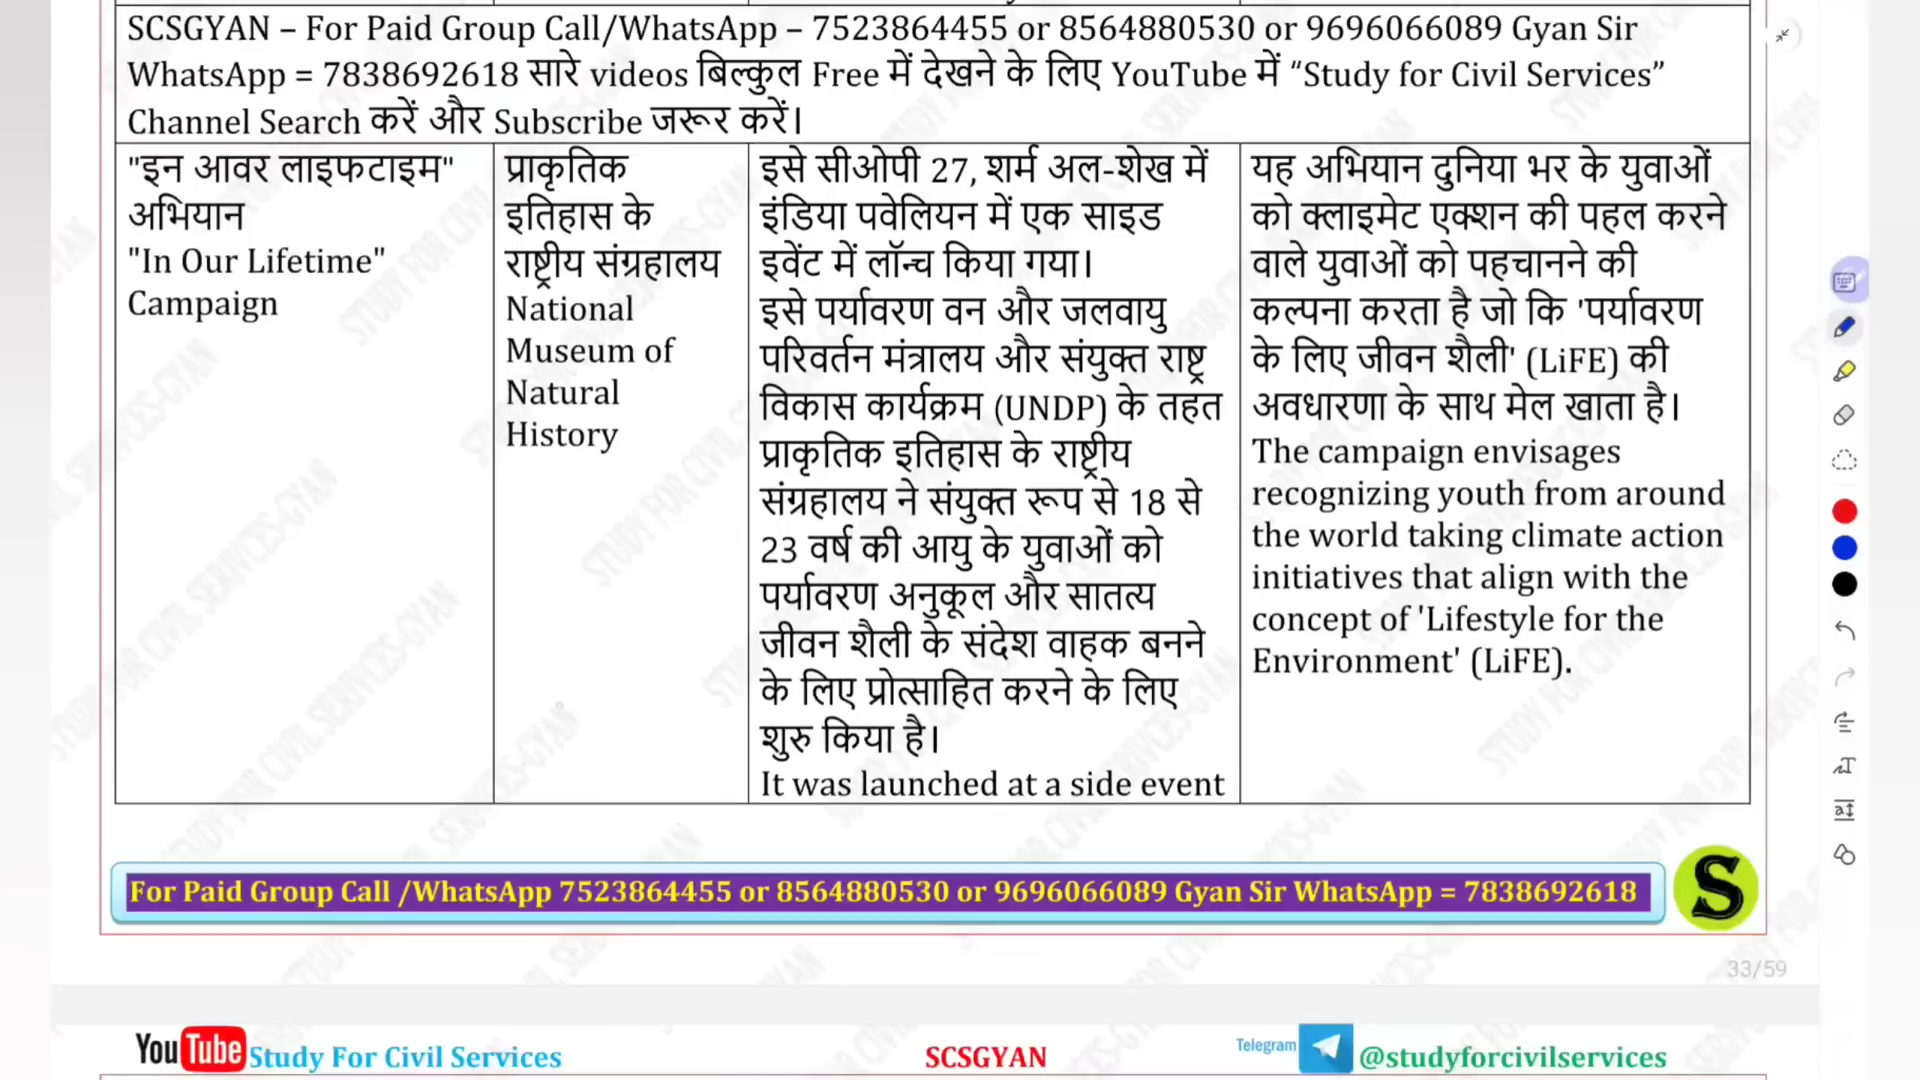 SCSGYAN – For Paid Group Call/WhatsApp – 7523864455 or 8564880530 or 9696066089 Gyan Sir
WhatsApp = 7838692618 सारे videos बिल्कुल Free में देखने के लिए YouTube में “Study for Civil Services”
Channel Search करें और Subscribe जरूर करें।
"इन आवर लाइफटाइम"
अभियान
"In Our Lifetime"
Campaign
प्राकृतिक
इतिहास के
राष्ट्रीय संग्रहालय
National
Museum of
Natural
History
इसे सीओपी 27, शर्म अल-शेख में
इंडिया पवेलियन में एक साइड
इवेंट में लॉन्च किया गया।
इसे पर्यावरण वन और जलवायु
परिवर्तन मंत्रालय और संयुक्त राष्ट्र
विकास कार्यक्रम (UNDP) के तहत
प्राकृतिक इतिहास के राष्ट्रीय
संग्रहालय ने संयुक्त रूप से 18 से
23 वर्ष की आयु के युवाओं को
पर्यावरण अनुकूल और सातत्य
जीवन शैली के संदेश वाहक बनने
के लिए प्रोत्साहित करने के लिए
शुरु किया है।
It was launched at a side event
यह अभियान दुनिया भर के युवाओं
को क्लाइमेट एक्शन की पहल करने
वाले युवाओं को पहचानने की
कल्पना करता है जो कि 'पर्यावरण
के लिए जीवन शैली' (LiFE) की
अवधारणा के साथ मेल खाता है।
The campaign envisages
recognizing youth from around
the world taking climate action
initiatives that align with the
concept of 'Lifestyle for the
Environment' (LiFE).
For Paid Group Call /WhatsApp 7523864455 or 8564880530 or 9696066089 Gyan Sir WhatsApp = 7838692618
S
33/59
YouTube Study For Civil Services
SCSGYAN
Telegram @studyforcivilservices